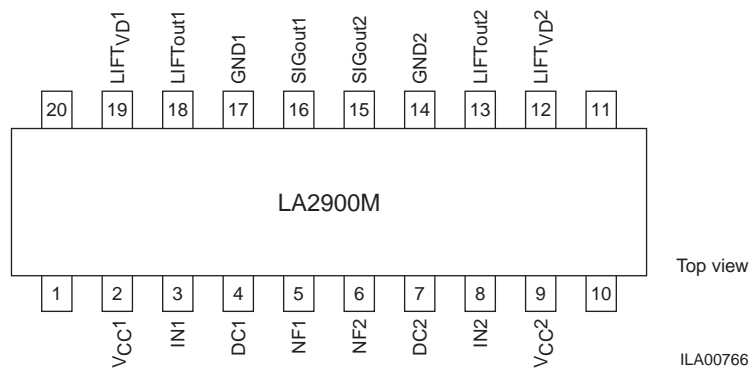 LIFTVD1 LIFTout1 GND1 SIGout1 SIGout2 GND2 LIFTout2 LIFTVD2
20 19 18 17 16 15 14 13 12 11
LA2900M
Top view
1 2 3 4 5 6 7 8 9 10
VCC1 IN1 DC1 NF1 NF2 DC2 IN2 VCC2
ILA00766